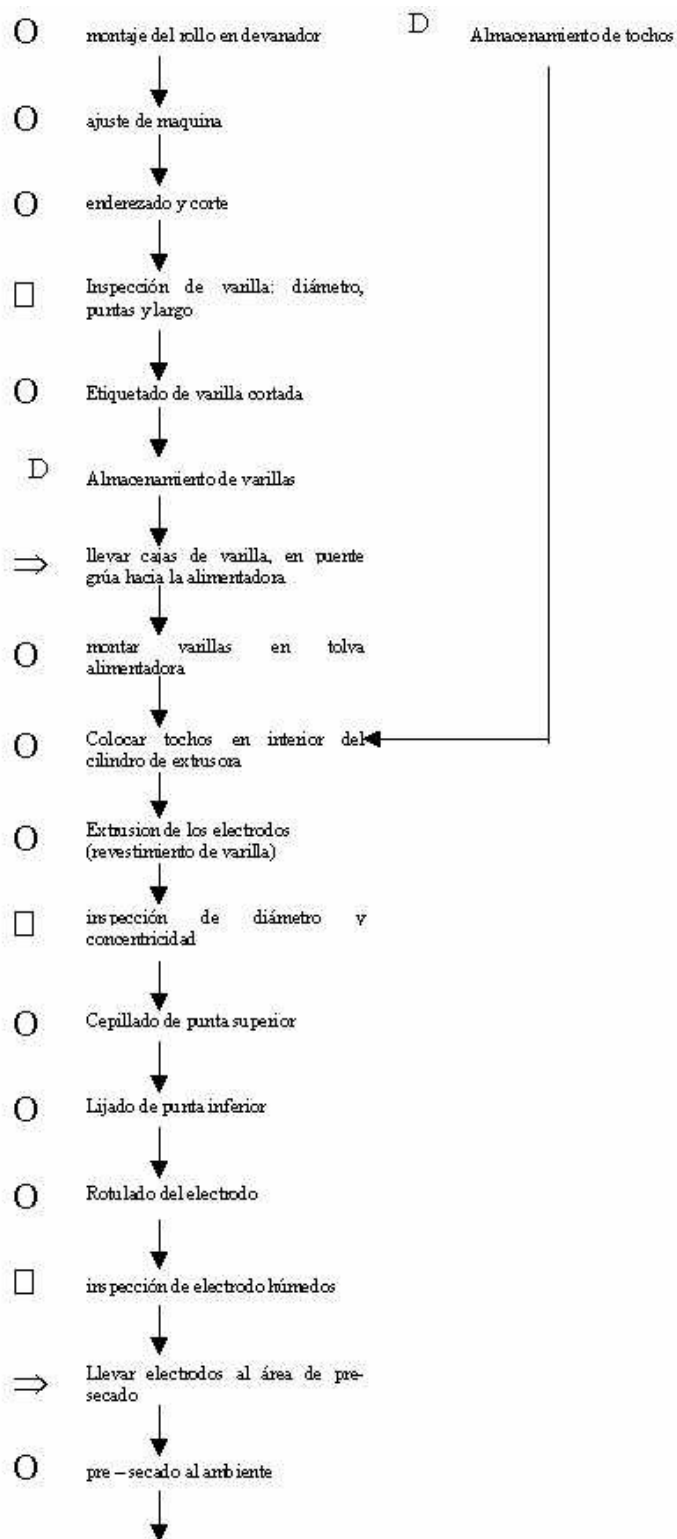 O montaje del rollo en devanador
D Almacenamiento de tochos
O ajuste de maquina
O enderezado y corte
□ Inspección de varilla: diámetro,
puntas y largo
O Etiquetado de varilla cortada
D Almacenamiento de varillas
⇒ llevar cajas de varilla, en puente
grúa hacia la alimentadora
O montar varillas en tolva
alimentadora
O Colocar tochos en interior del
cilindro de extrusora
O Extrusion de los electrodos
(revestimiento de varilla)
□ inspección de diámetro y
concentricidad
O Cepillado de punta superior
O Lijado de punta inferior
O Rotulado del electrodo
□ inspección de electrodo húmedos
⇒ Llevar electrodos al área de pre-
secado
O pre – secado al ambiente